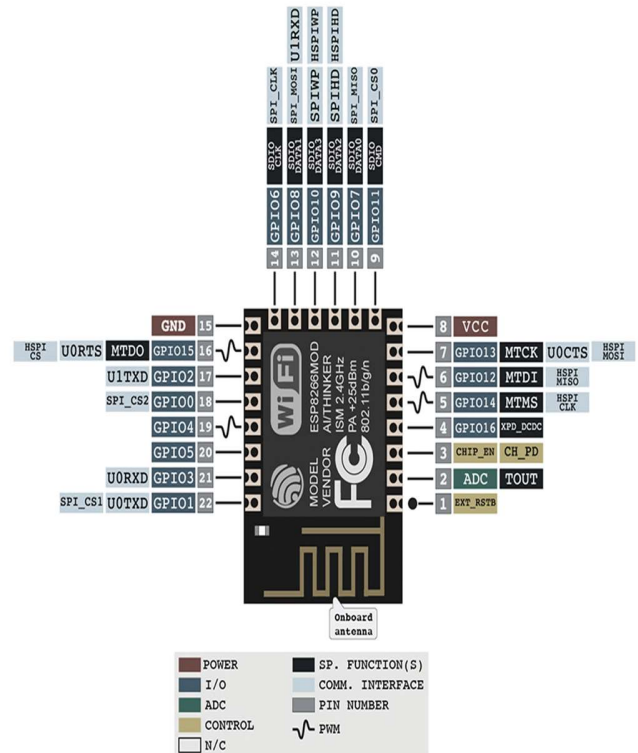 SPI_CLK
SPI_MOSI U1RXD
SPIWP HSPIWP
SPIHD HSPIHD
SPI_MISO
SPI_CS0
SDIO CLK
SDIO DATA1
SDIO DATA3
SDIO DATA2
SDIO DATA0
SDIO CMD
GPIO6
GPIO8
GPIO10
GPIO9
GPIO7
GPIO11
14
13
12
11
10
9
GND 15
HSPI CS U0RTS MTDO GPIO15 16
U1TXD GPIO2 17
SPI_CS2 GPIO0 18
GPIO4 19
GPIO5 20
U0RXD GPIO3 21
SPI_CS1 U0TXD GPIO1 22
WiFi
ESP8266MOD
AI/THINKER
ISM 2.4GHz
PA +25dBm
802.11b/g/n
MODEL
VENDOR
FC
8 VCC
7 GPIO13 MTCK U0CTS HSPI MOSI
6 GPIO12 MTDI HSPI MISO
5 GPIO14 MTMS HSPI CLK
4 GPIO16 XPD_DCDC
3 CHIP_EN CH_PD
2 ADC TOUT
1 EXT_RSTB
Onboard
antenna
POWER
I/O
ADC
CONTROL
N/C
SP. FUNCTION(S)
COMM. INTERFACE
PIN NUMBER
PWM